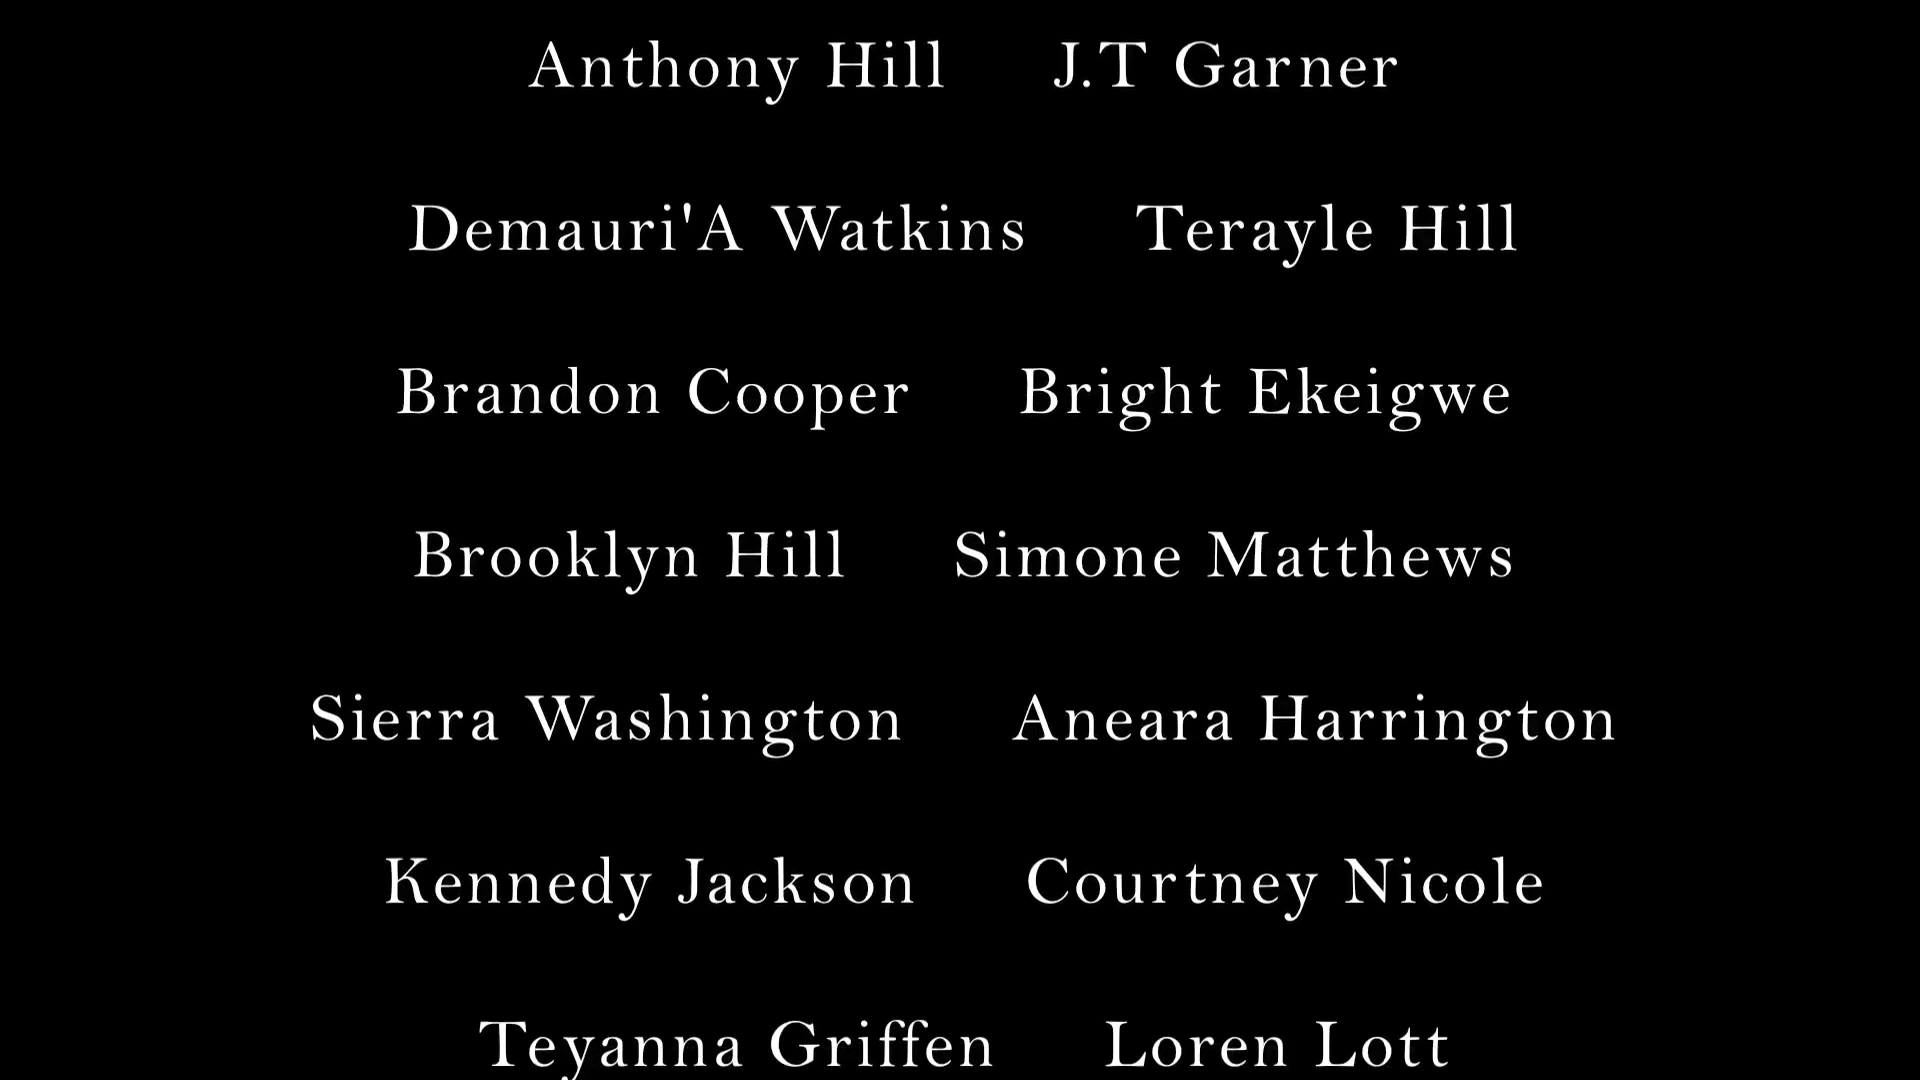 Anthony Hill J.T Garner
Demauri'A Watkins Terayle Hill
Brandon Cooper Bright Ekeigwe
Brooklyn Hill Simone Matthews
Sierra Washington Aneara Harrington
Kennedy Jackson Courtney Nicole
Teyanna Griffen Loren Lott